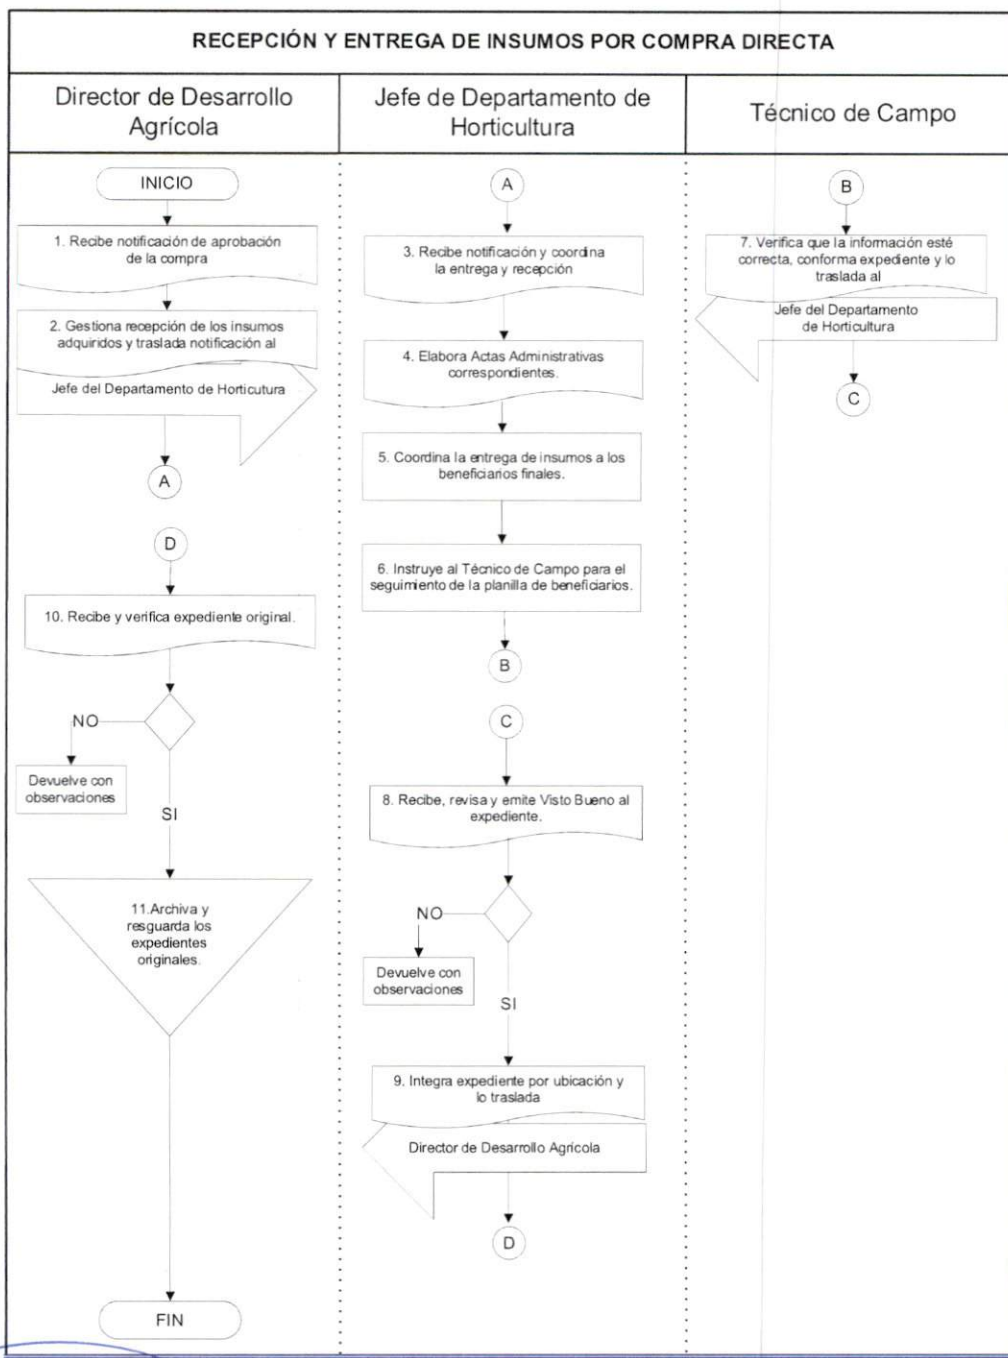 RECEPCIÓN Y ENTREGA DE INSUMOS POR COMPRA DIRECTA
Director de Desarrollo
Agrícola
Jefe de Departamento de
Horticultura
Técnico de Campo
INICIO
1. Recibe notificación de aprobación
de la compra
2. Gestiona recepción de los insumos
adquiridos y traslada notificación al
Jefe del Departamento de Horticutura
A
D
10. Recibe y verifica expediente original.
NO
Devuelve con
observaciones
SI
11.Archiva y
resguarda los
expedientes
originales.
FIN
A
3. Recibe notificación y coordina
la entrega y recepción
4. Elabora Actas Administrativas
correspondientes.
5. Coordina la entrega de insumos a los
beneficiarios finales.
6. Instruye al Técnico de Campo para el
seguimiento de la planilla de beneficiarios.
B
C
8. Recibe, revisa y emite Visto Bueno al
expediente.
NO
Devuelve con
observaciones
SI
9. Integra expediente por ubicación y
lo traslada
Director de Desarrollo Agrícola
D
B
7. Verifica que la información esté
correcta, conforma expediente y lo
traslada al
Jefe del Departamento
de Horticultura
C